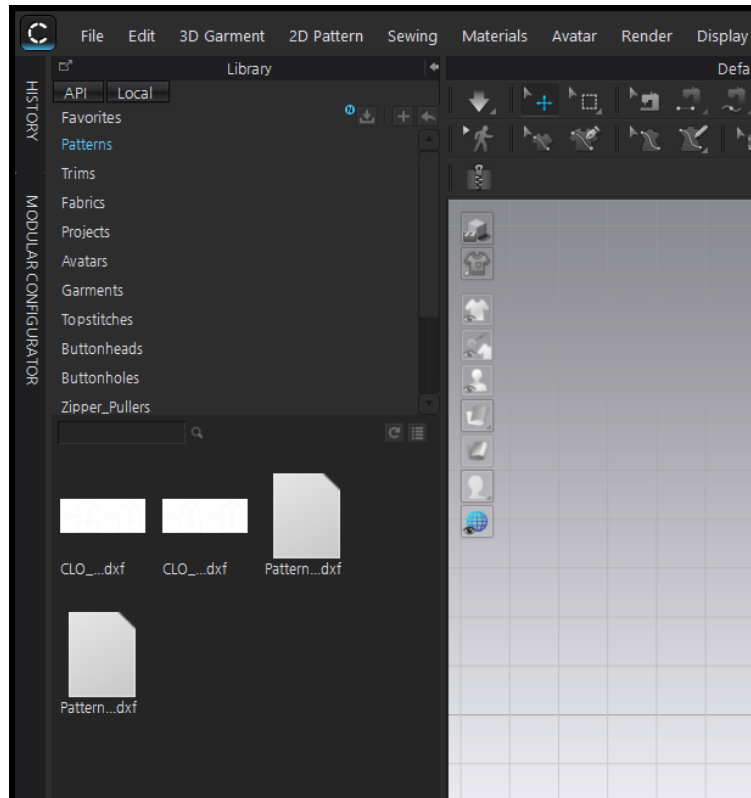 File Edit 3D Garment 2D Pattern Sewing Materials Avatar Render Display
Library
Defa
API Local
HISTORY
MODULAR CONFIGURATOR
Favorites
N
Patterns
Trims
Fabrics
Projects
Avatars
Garments
Topstitches
Buttonheads
Buttonholes
Zipper_Pullers
CLO_...dxf CLO_...dxf Pattern...dxf
Pattern...dxf